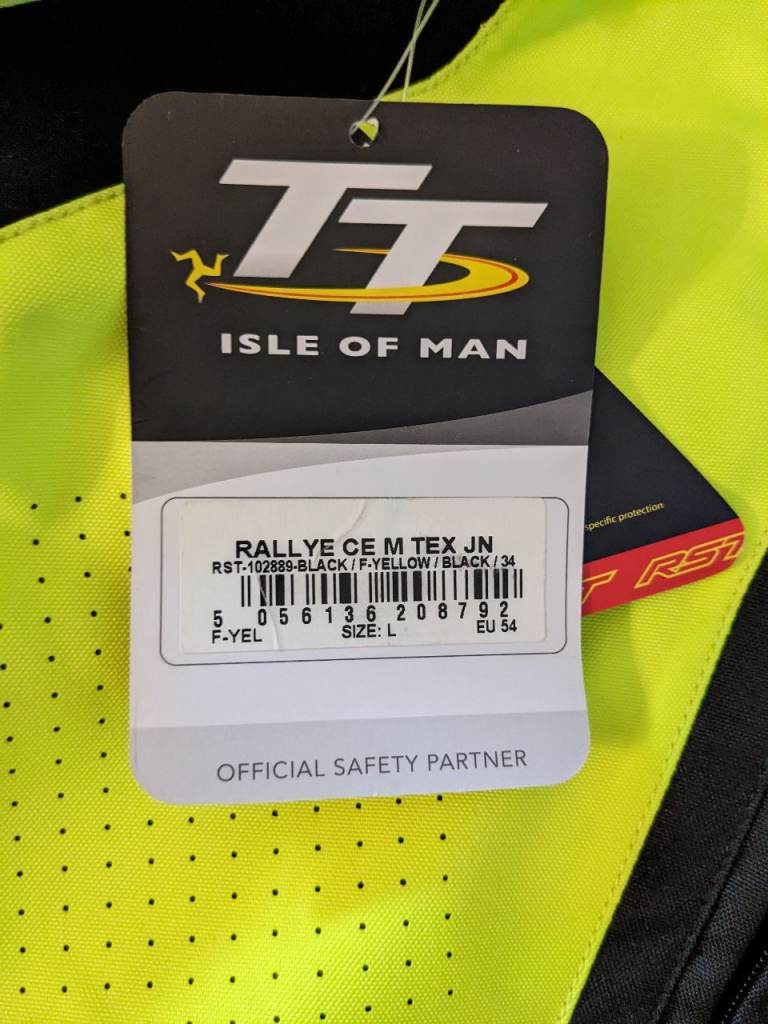 TT
ISLE OF MAN
RALLYE CE M TEX JN
RST-102889-BLACK / F-YELLOW / BLACK / 34
5 056136 208792
F-YEL SIZE: L EU 54
OFFICIAL SAFETY PARTNER
specific protection
RST